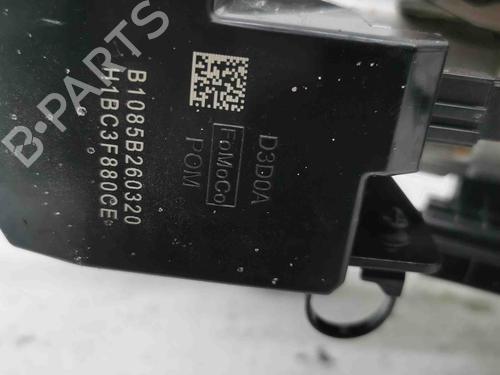 B1085B260320
H1BC3F880CE
D3D0A
FoMoCo
POM
B-PARTS